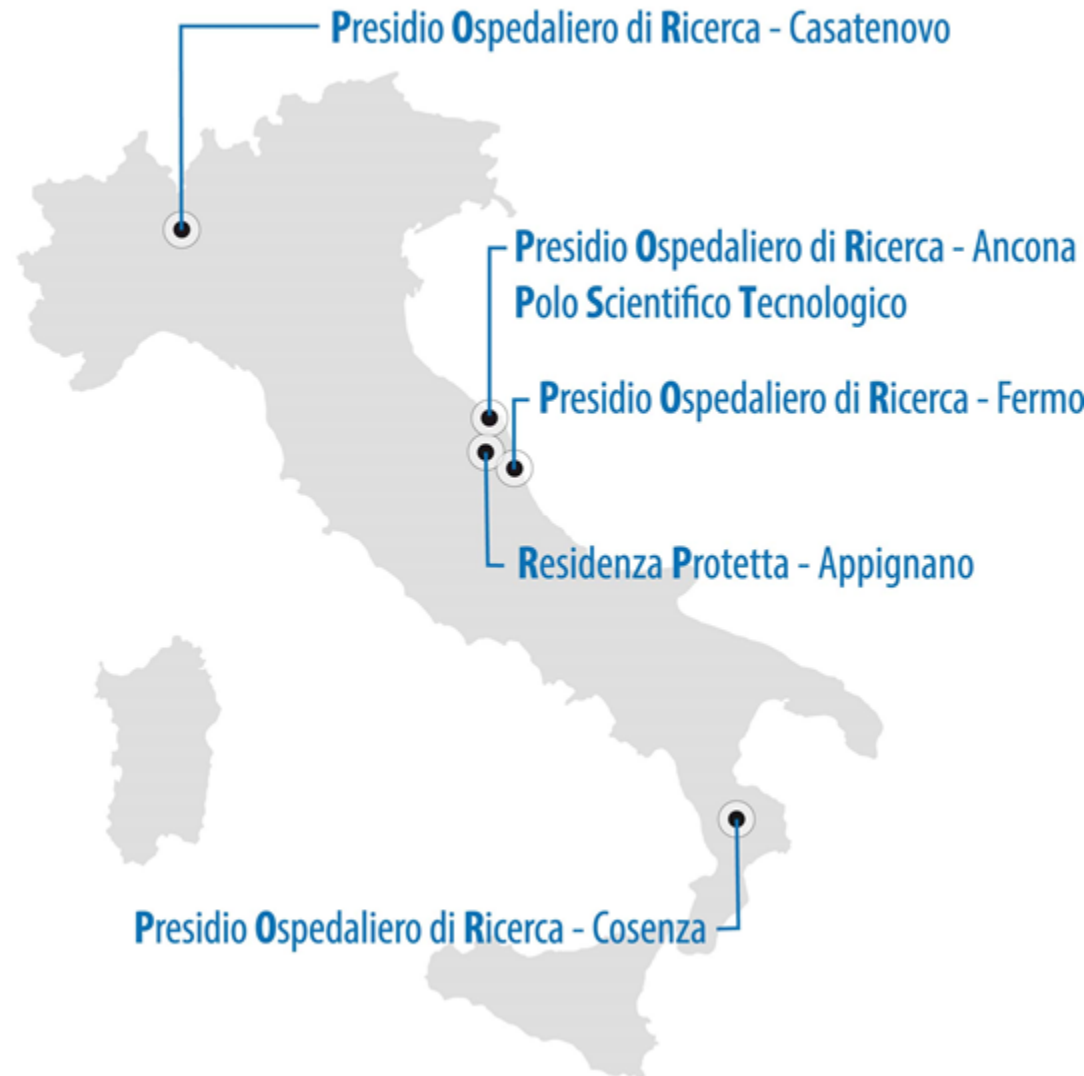 Presidio Ospedaliero di Ricerca - Casatenovo
Presidio Ospedaliero di Ricerca - Ancona
Polo Scientifico Tecnologico
Presidio Ospedaliero di Ricerca - Fermo
Residenza Protetta - Appignano
Presidio Ospedaliero di Ricerca - Cosenza